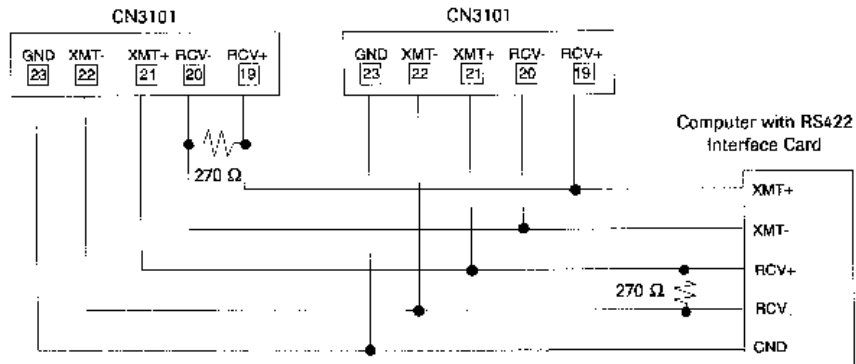 CN3101
GND XMT- XMT+ RCV- RCV+
23 22 21 20 19
270 Ω
CN3101
GND XMT- XMT+ RCV- RCV+
23 22 21 20 19
Computer with RS422
Interface Card
XMT+
XMT-
RCV+
270 Ω
RCV
GND